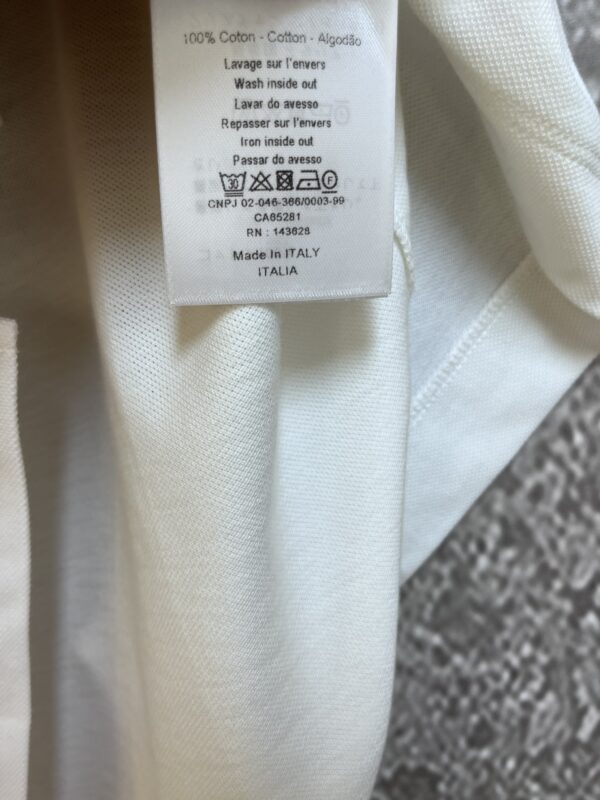 100% Coton - Cotton - Algodão
Lavage sur l'envers
Wash inside out
Lavar do avesso
Repasser sur l'envers
Iron inside out
Passar do avesso
30 F
CNPJ 02-046-366/0003-99
CA65281
RN : 143628
Made In ITALY
ITALIA